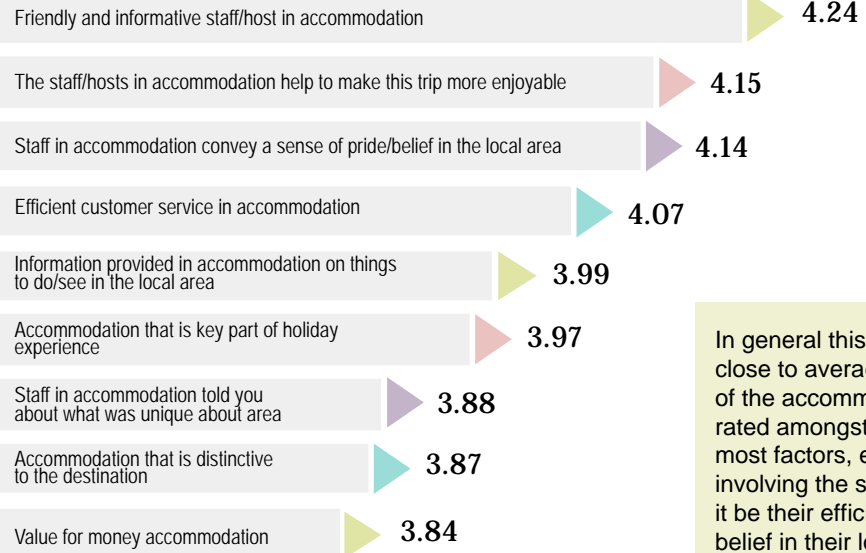 Friendly and informative staff/host in accommodation
4.24
The staff/hosts in accommodation help to make this trip more enjoyable
4.15
Staff in accommodation convey a sense of pride/belief in the local area
4.14
Efficient customer service in accommodation
4.07
Information provided in accommodation on things
to do/see in the local area
3.99
Accommodation that is key part of holiday
experience
3.97
Staff in accommodation told you
about what was unique about area
3.88
Accommodation that is distinctive
to the destination
3.87
Value for money accommodation
3.84
In general this
close to
of the
rated amongst
most factors,
involving the
it be their
belief in their